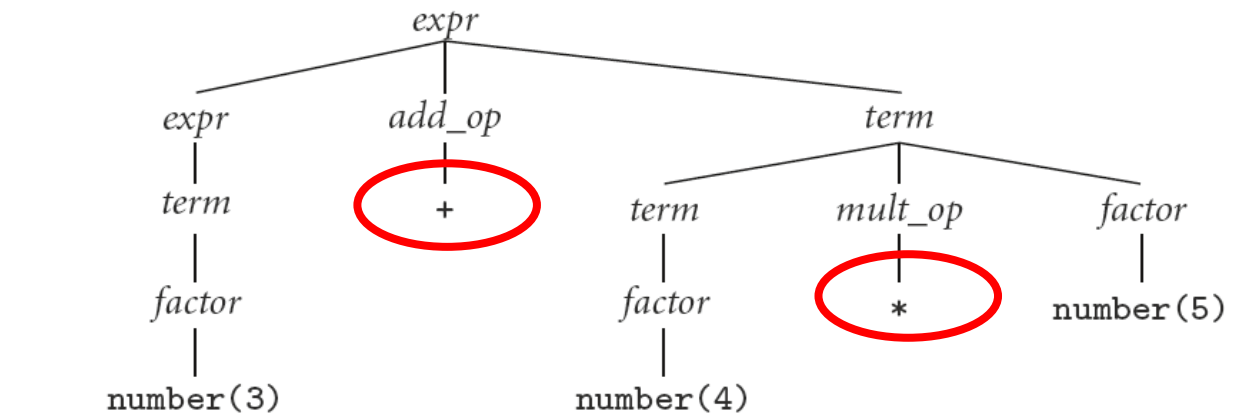 expr
expr add_op term
+
term term mult_op factor
factor factor * number(5)
number(3) number(4)